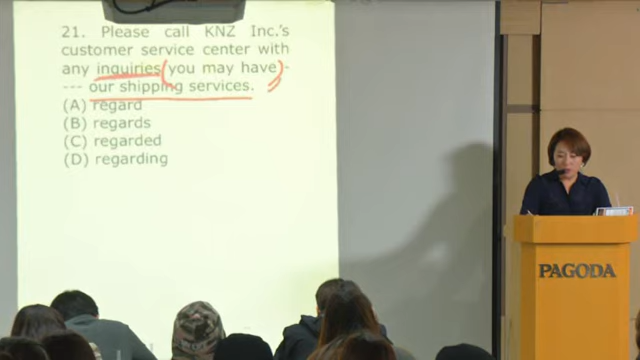 21. Please call KNZ Inc.'s
customer service center with
any inquiries (you may have) -
---- our shipping services.
(A) regard
(B) regards
(C) regarded
(D) regarding
PAGODA